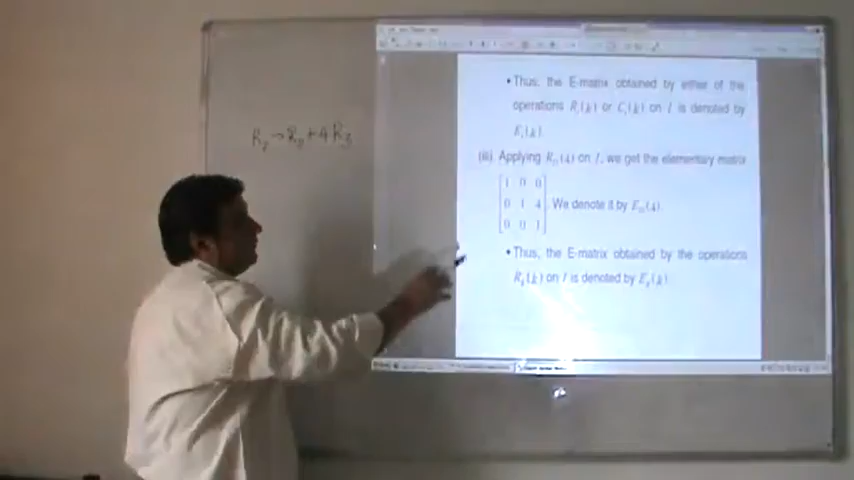 R₂ → R₂ + 4 R₃
• Thus, the E-matrix obtained by either of the
operations Rᵢ(k) or Cᵢ(k) on I is denoted by
Eᵢ(k).
(iii) Applying R₂₃(4) on I, we get the elementary matrix
1 0 0
0 1 4 . We denote it by E₂₃(4).
0 0 1
• Thus, the E-matrix obtained by the operations
Rᵢⱼ(k) on I is denoted by Eᵢⱼ(k)